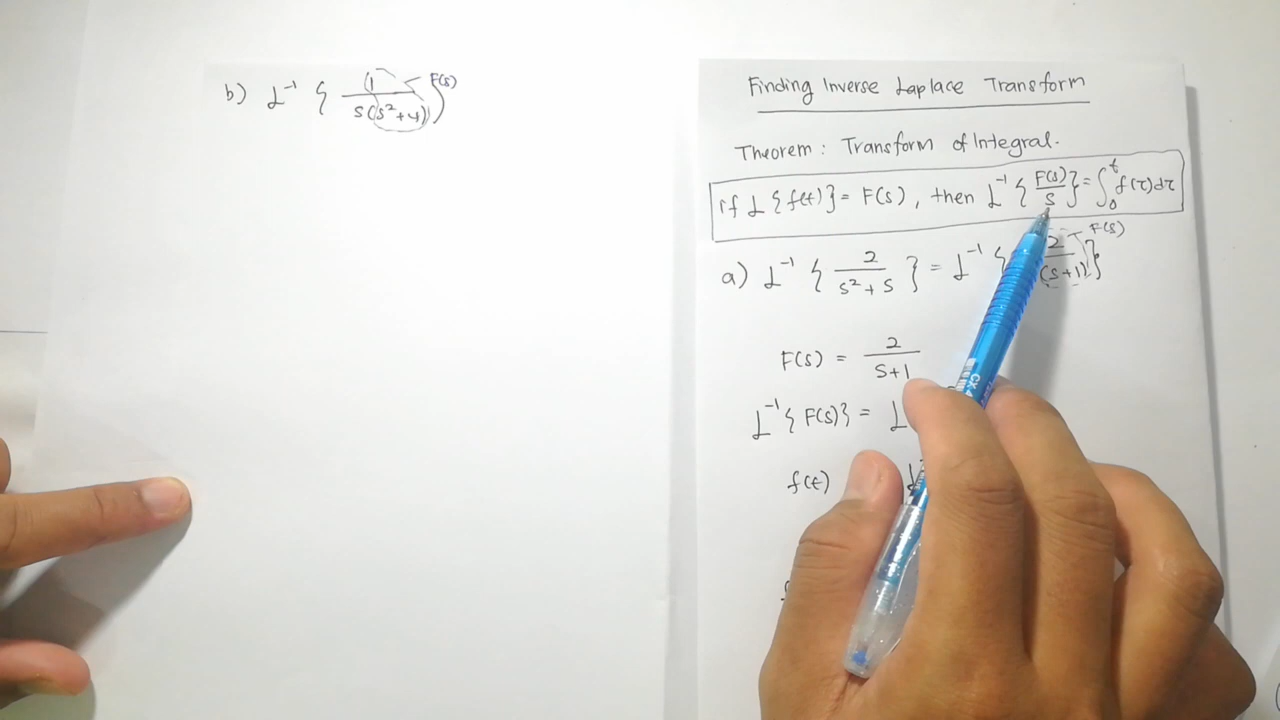 b) L⁻¹ { 1 / s(s²+4) } F(s)
Finding Inverse Laplace Transform
Theorem : Transform of Integral.
if L{f(t)} = F(s), then L⁻¹ { F(s)/s } = ∫₀ᵗ f(τ)dτ
a) L⁻¹ { 2 / s²+s } = L⁻¹ { 2 / (s+1) } F(s)
F(s) = 2 / s+1
L⁻¹{F(s)} = L
f(t)